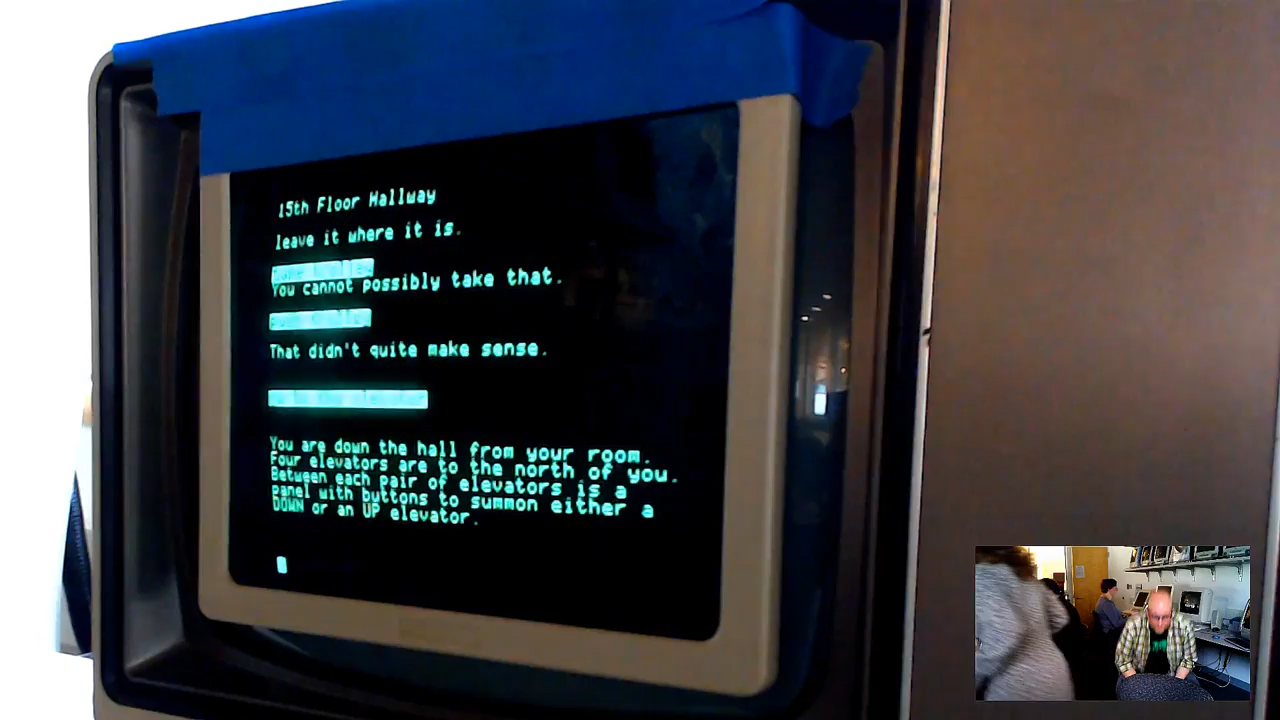 15th Floor Hallway
leave it where it is.
You cannot possibly take that.
That didn't quite make sense.
You are down the hall from your room.
Four elevators are to the north of you.
Between each pair of elevators is a
panel with buttons to summon either a
DOWN or an UP elevator.